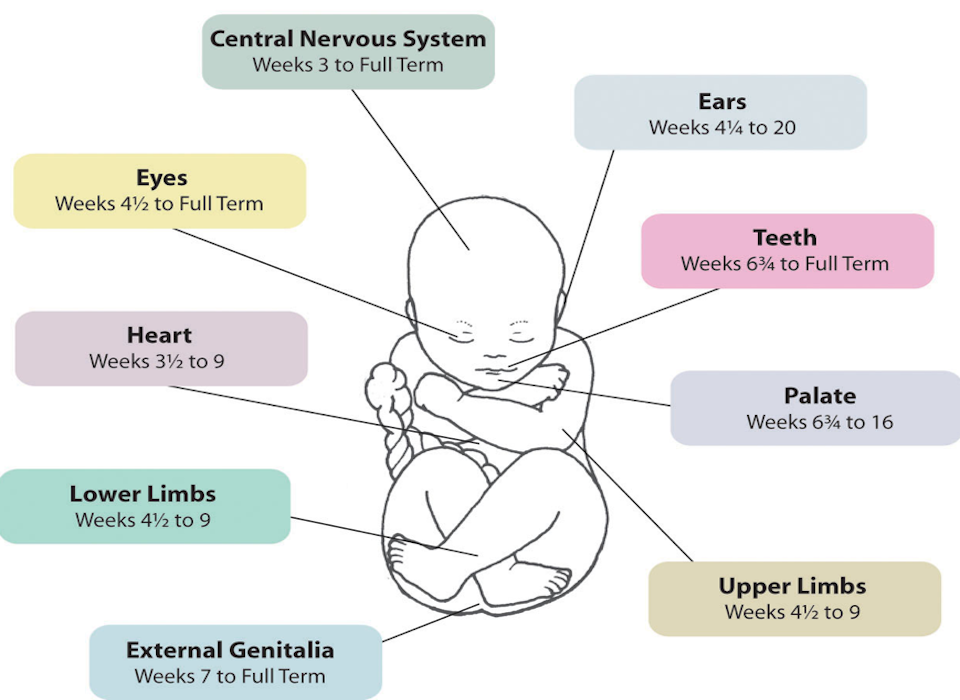 Central Nervous System
Weeks 3 to Full Term
Ears
Weeks 4¼ to 20
Eyes
Weeks 4½ to Full Term
Teeth
Weeks 6¾ to Full Term
Heart
Weeks 3½ to 9
Palate
Weeks 6¾ to 16
Lower Limbs
Weeks 4½ to 9
Upper Limbs
Weeks 4½ to 9
External Genitalia
Weeks 7 to Full Term